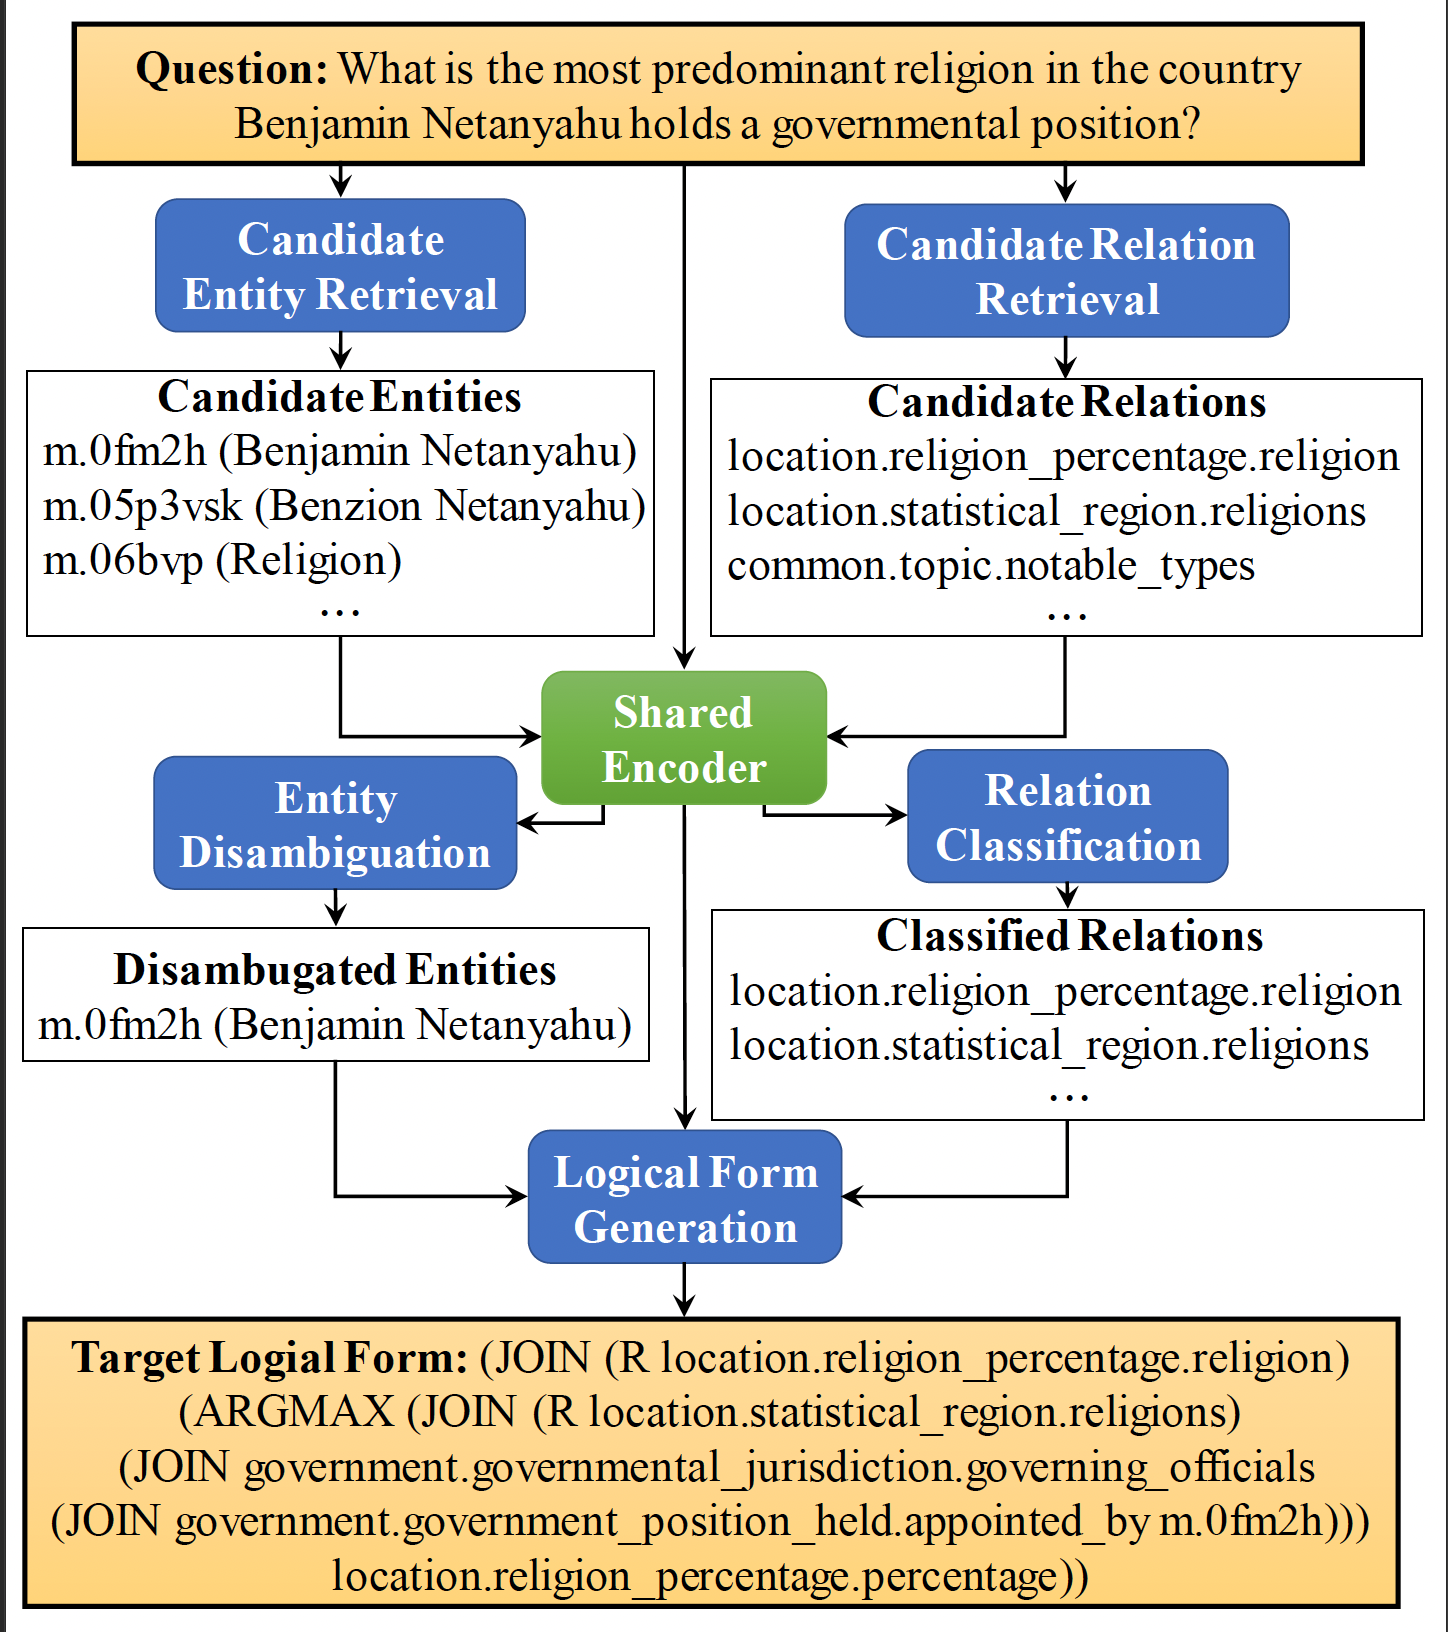 Question: What is the most predominant religion in the country
Benjamin Netanyahu holds a governmental position?
Candidate
Entity Retrieval
Candidate Relation
Retrieval
Candidate Entities
m.0fm2h (Benjamin Netanyahu)
m.05p3vsk (Benzion Netanyahu)
m.06bvp (Religion)
…
Candidate Relations
location.religion_percentage.religion
location.statistical_region.religions
common.topic.notable_types
…
Shared
Encoder
Entity
Disambiguation
Relation
Classification
Disambugated Entities
m.0fm2h (Benjamin Netanyahu)
Classified Relations
location.religion_percentage.religion
location.statistical_region.religions
…
Logical Form
Generation
Target Logial Form: (JOIN (R location.religion_percentage.religion)
(ARGMAX (JOIN (R location.statistical_region.religions)
(JOIN government.governmental_jurisdiction.governing_officials
(JOIN government.government_position_held.appointed_by m.0fm2h)))
location.religion_percentage.percentage))